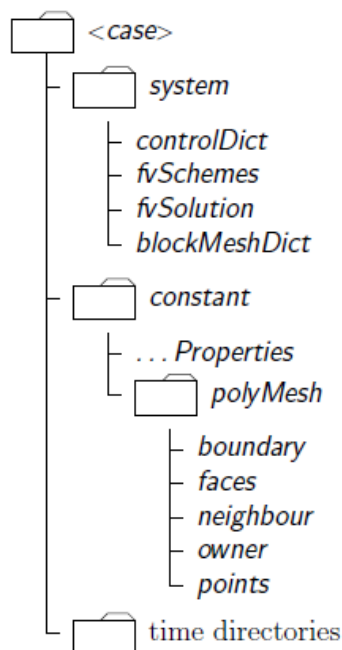 <case>
system
controlDict
fvSchemes
fvSolution
blockMeshDict
constant
...Properties
polyMesh
boundary
faces
neighbour
owner
points
time directories